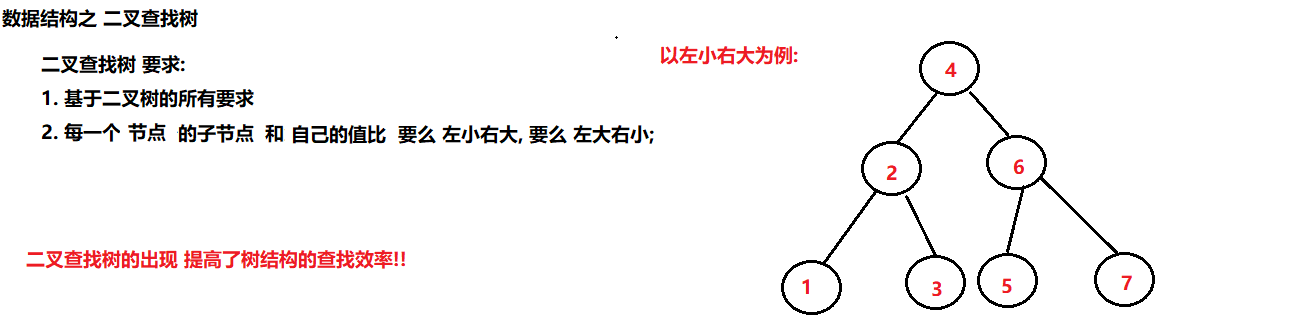 数据结构之 二叉查找树
二叉查找树 要求:
1. 基于二叉树的所有要求
2. 每一个 节点 的子节点 和 自己的值比 要么 左小右大, 要么 左大右小;
二叉查找树的出现 提高了树结构的查找效率!!
以左小右大为例:
4
2 6
1 3 5 7